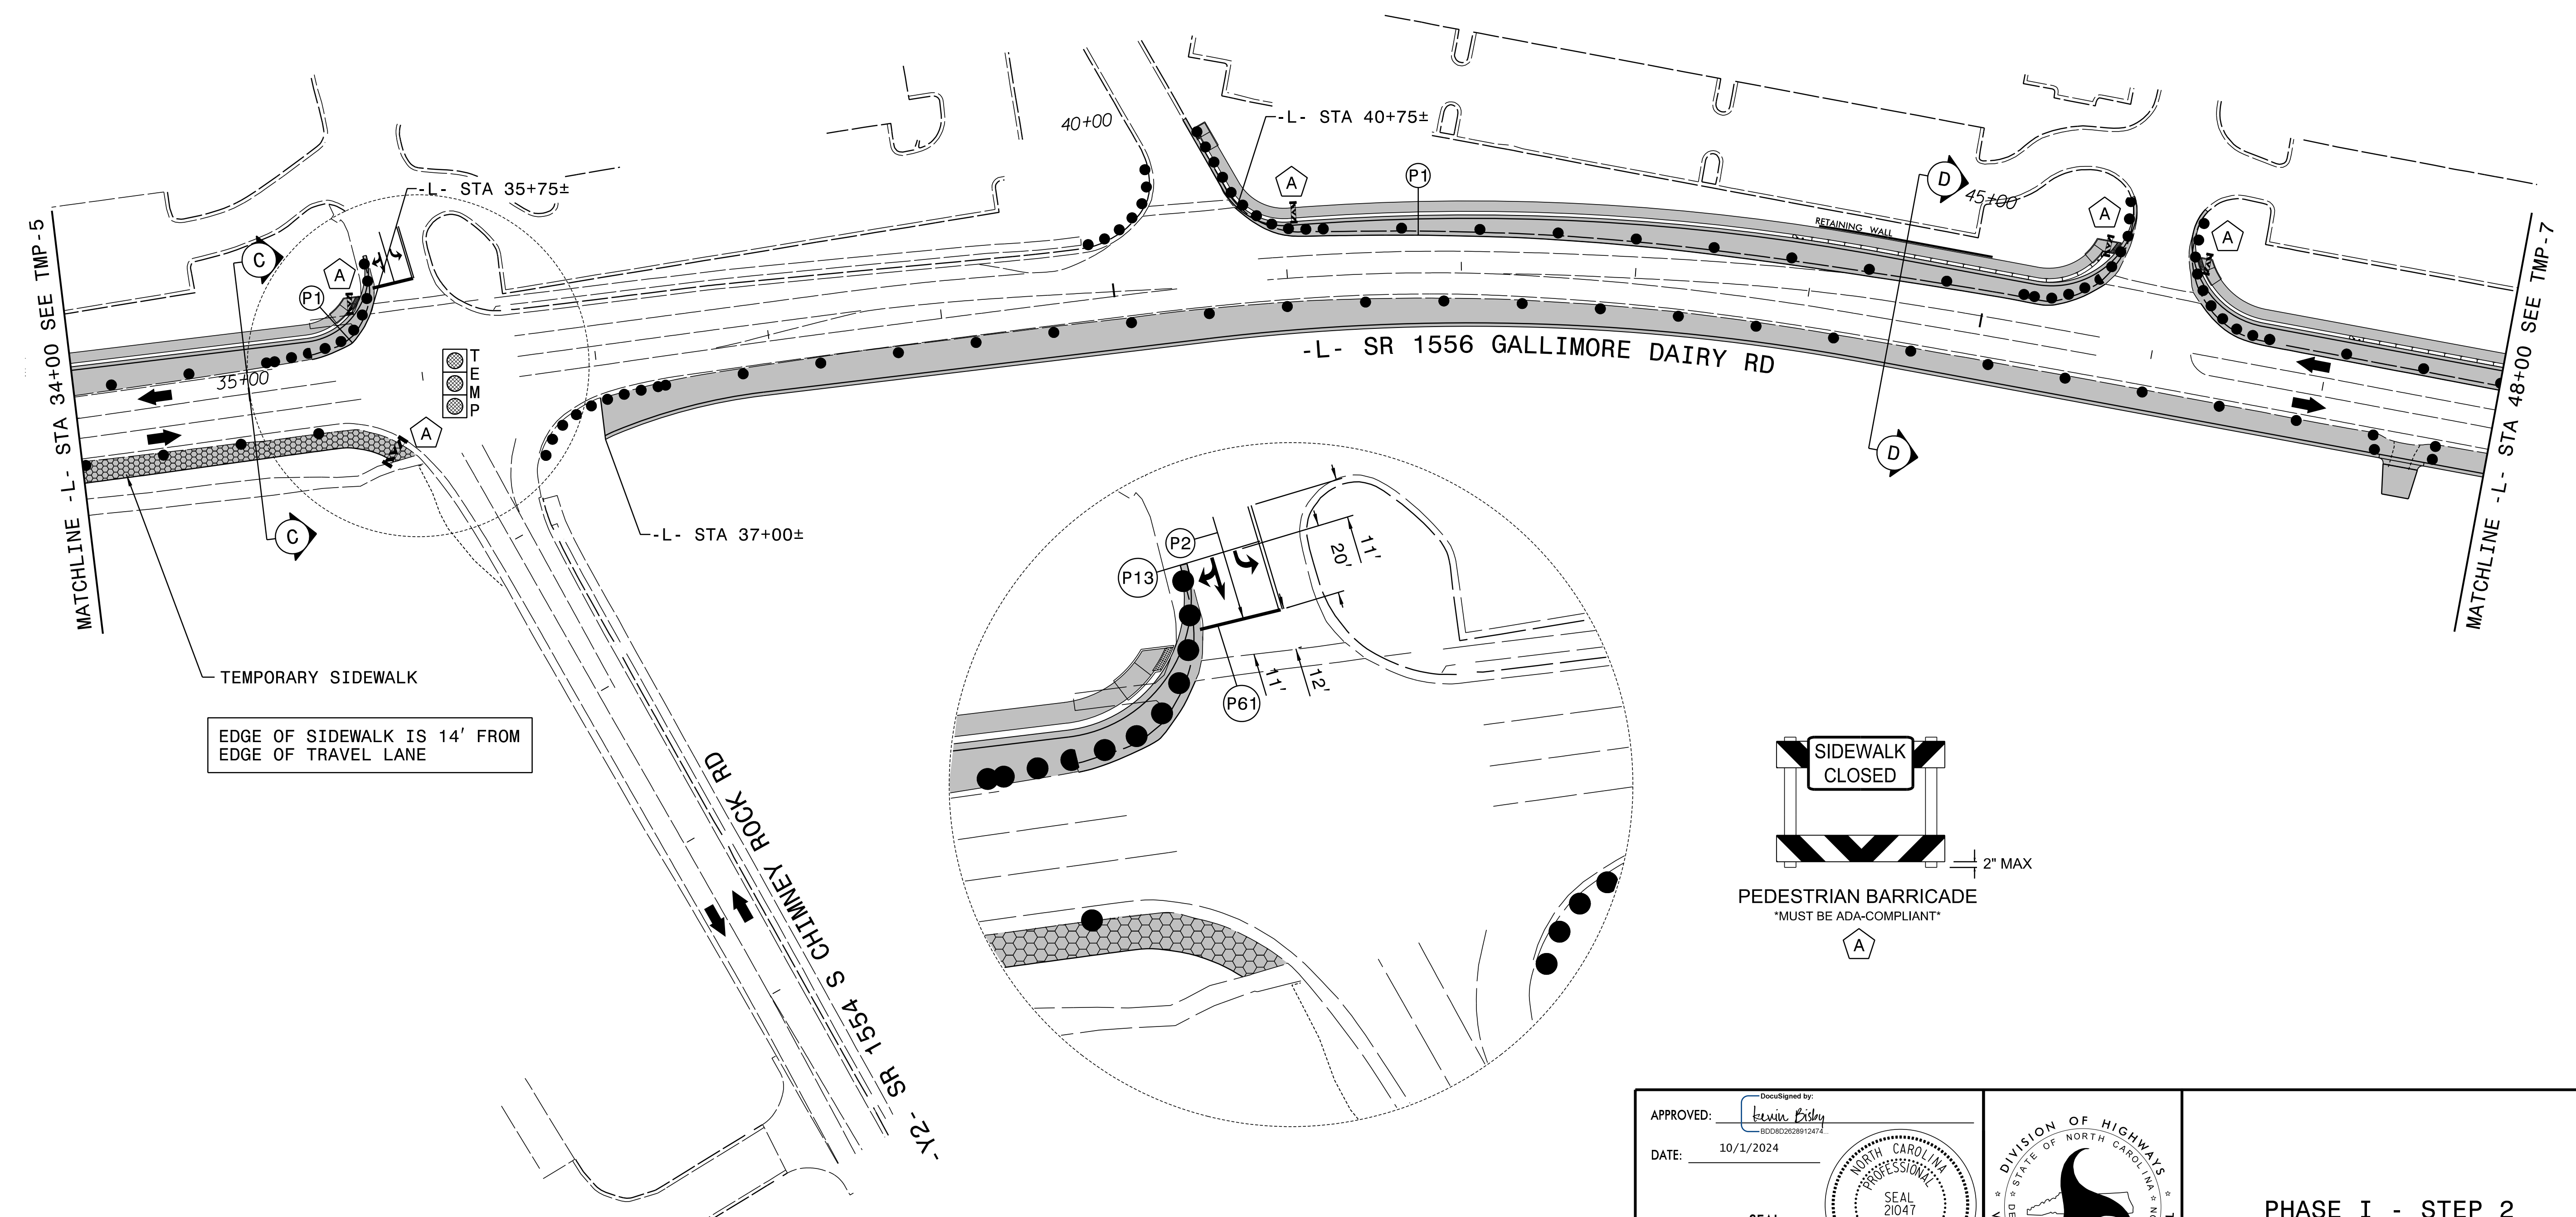 40+00
-L- STA 40+75±
A
P1
D
45+00
RETAINING WALL
A
A
-L- STA 35+75±
C
A
P1
35+00
TEMP
A
C
D
MATCHLINE -L- STA 34+00 SEE TMP-5
MATCHLINE -L- STA 48+00 SEE TMP-7
-L- SR 1556 GALLIMORE DAIRY RD
-L- STA 37+00±
TEMPORARY SIDEWALK
EDGE OF SIDEWALK IS 14' FROM
EDGE OF TRAVEL LANE
-Y2- SR 1554 S CHIMNEY ROCK RD
P2
P13
P61
11'
20'
11'
12'
SIDEWALK
CLOSED
2" MAX
PEDESTRIAN BARRICADE
*MUST BE ADA-COMPLIANT*
A
APPROVED:
DocuSigned by:
Kevin Bisby
BDD8D2628912474...
DATE: 10/1/2024
NORTH CAROLINA
PROFESSIONAL
SEAL
21047
SEAL
DIVISION OF HIGHWAYS
STATE OF NORTH CAROLINA
PHASE I - STEP 2